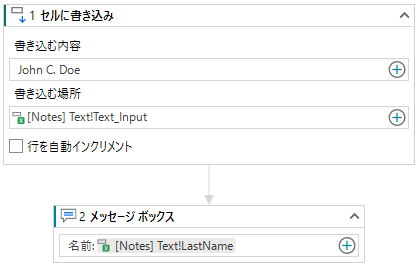 1 セルに書き込み
書き込む内容
John C. Doe
書き込む場所
[Notes] Text!Text_Input
行を自動インクリメント
2 メッセージ ボックス
名前: [Notes] Text!LastName